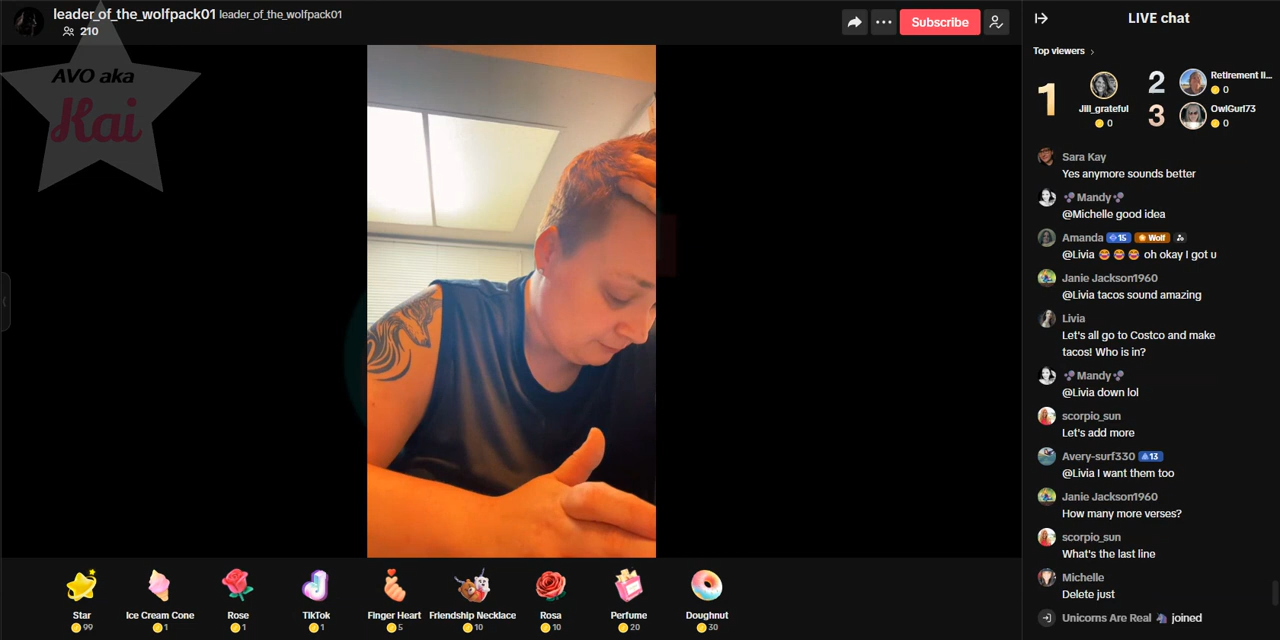 leader_of_the_wolfpack01 leader_of_the_wolfpack01
210
Subscribe
AVO aka
Kai
LIVE chat
Top viewers
1
Jill_grateful
0
2
Retirement li...
0
3
OwlGurl73
0
Sara Kay
Yes anymore sounds better
Mandy
@Michelle good idea
Amanda 15 Wolf
@Livia oh okay I got u
Janie Jackson1960
@Livia tacos sound amazing
Livia
Let's all go to Costco and make
tacos! Who is in?
Mandy
@Livia down lol
scorpio_sun
Let's add more
Avery-surf330 13
@Livia I want them too
Janie Jackson1960
How many more verses?
scorpio_sun
What's the last line
Michelle
Delete just
Unicorns Are Real joined
Star
99
Ice Cream Cone
1
Rose
1
TikTok
1
Finger Heart
5
Friendship Necklace
10
Rosa
10
Perfume
20
Doughnut
30